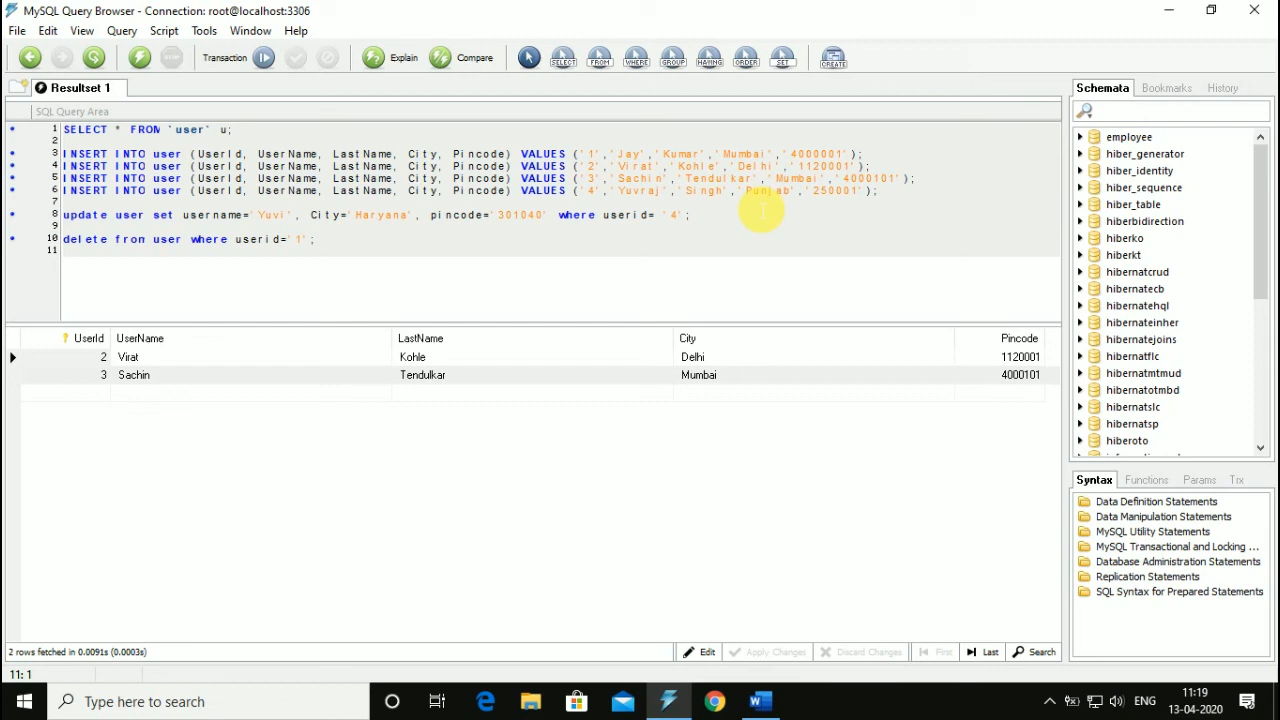 MySQL Query Browser - Connection: root@localhost:3306
File Edit View Query Script Tools Window Help
Transaction Explain Compare SELECT FROM WHERE GROUP HAVING ORDER SET CREATE
Resultset 1
SQL Query Area
1 SELECT * FROM `user` u;
2
3 INSERT INTO user (UserId, UserName, LastName, City, Pincode) VALUES ('1','Jay','Kumar','Mumbai','4000001');
4 INSERT INTO user (UserId, UserName, LastName, City, Pincode) VALUES ('2','Virat','Kohle','Delhi','1120001');
5 INSERT INTO user (UserId, UserName, LastName, City, Pincode) VALUES ('3','Sachin','Tendulkar','Mumbai','4000101');
6 INSERT INTO user (UserId, UserName, LastName, City, Pincode) VALUES ('4','Yuvraj','Singh','Punjab','250001');
7
8 update user set username='Yuvi', City='Haryana', pincode='301040' where userid= '4';
9
10 delete from user where userid='1';
11
UserId UserName LastName City Pincode
2 Virat Kohle Delhi 1120001
3 Sachin Tendulkar Mumbai 4000101
2 rows fetched in 0.0091s (0.0003s)
Edit Apply Changes Discard Changes First Last Search
11: 1
Schemata Bookmarks History
employee
hiber_generator
hiber_identity
hiber_sequence
hiber_table
hiberbidirection
hiberko
hiberkt
hibernatcrud
hibernatecb
hibernatehql
hibernateinher
hibernatejoins
hibernatflc
hibernatmtmud
hibernatotmbd
hibernatslc
hibernatsp
hiberoto
Syntax Functions Params Trx
Data Definition Statements
Data Manipulation Statements
MySQL Utility Statements
MySQL Transactional and Locking ...
Database Administration Statements
Replication Statements
SQL Syntax for Prepared Statements
Type here to search
ENG
11:19
13-04-2020